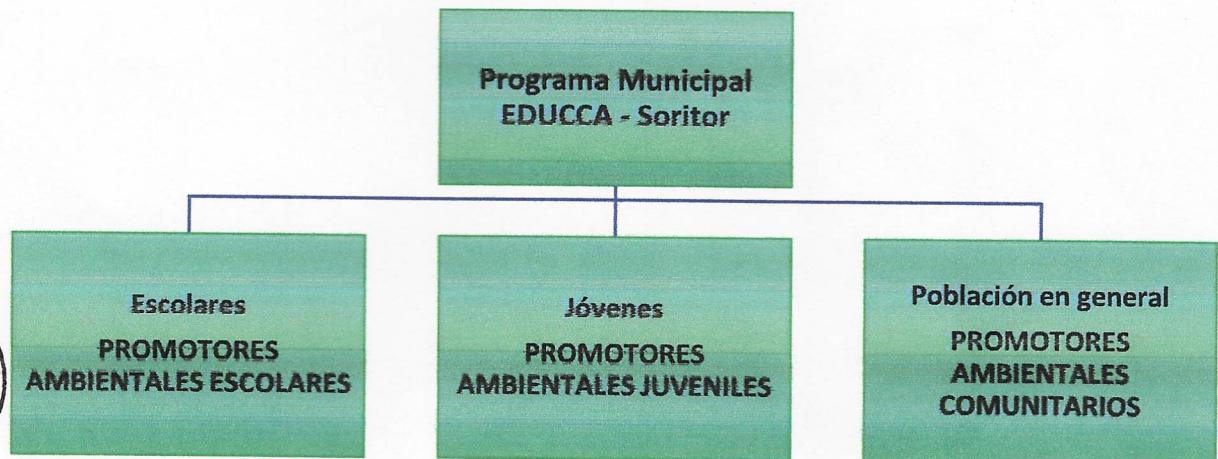 Programa Municipal
EDUCCA - Soritor
Escolares
PROMOTORES
AMBIENTALES ESCOLARES
Jóvenes
PROMOTORES
AMBIENTALES JUVENILES
Población en general
PROMOTORES
AMBIENTALES
COMUNITARIOS